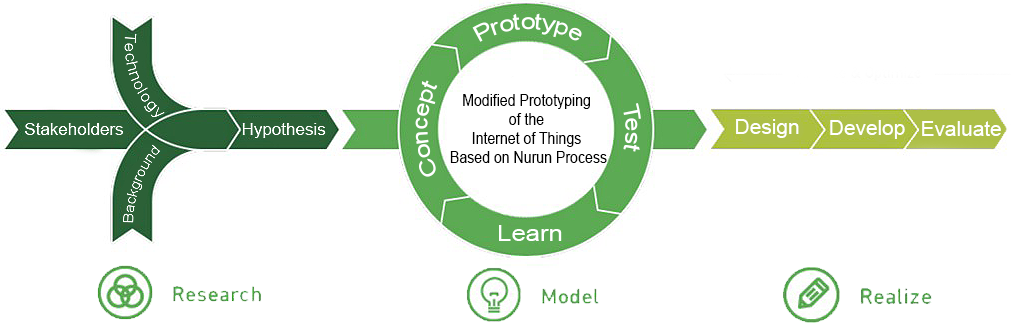 Technology
Stakeholders
Background
Hypothesis
Concept
Prototype
Test
Learn
Modified Prototyping
of the
Internet of Things
Based on Nurun Process
Design
Develop
Evaluate
Research
Model
Realize